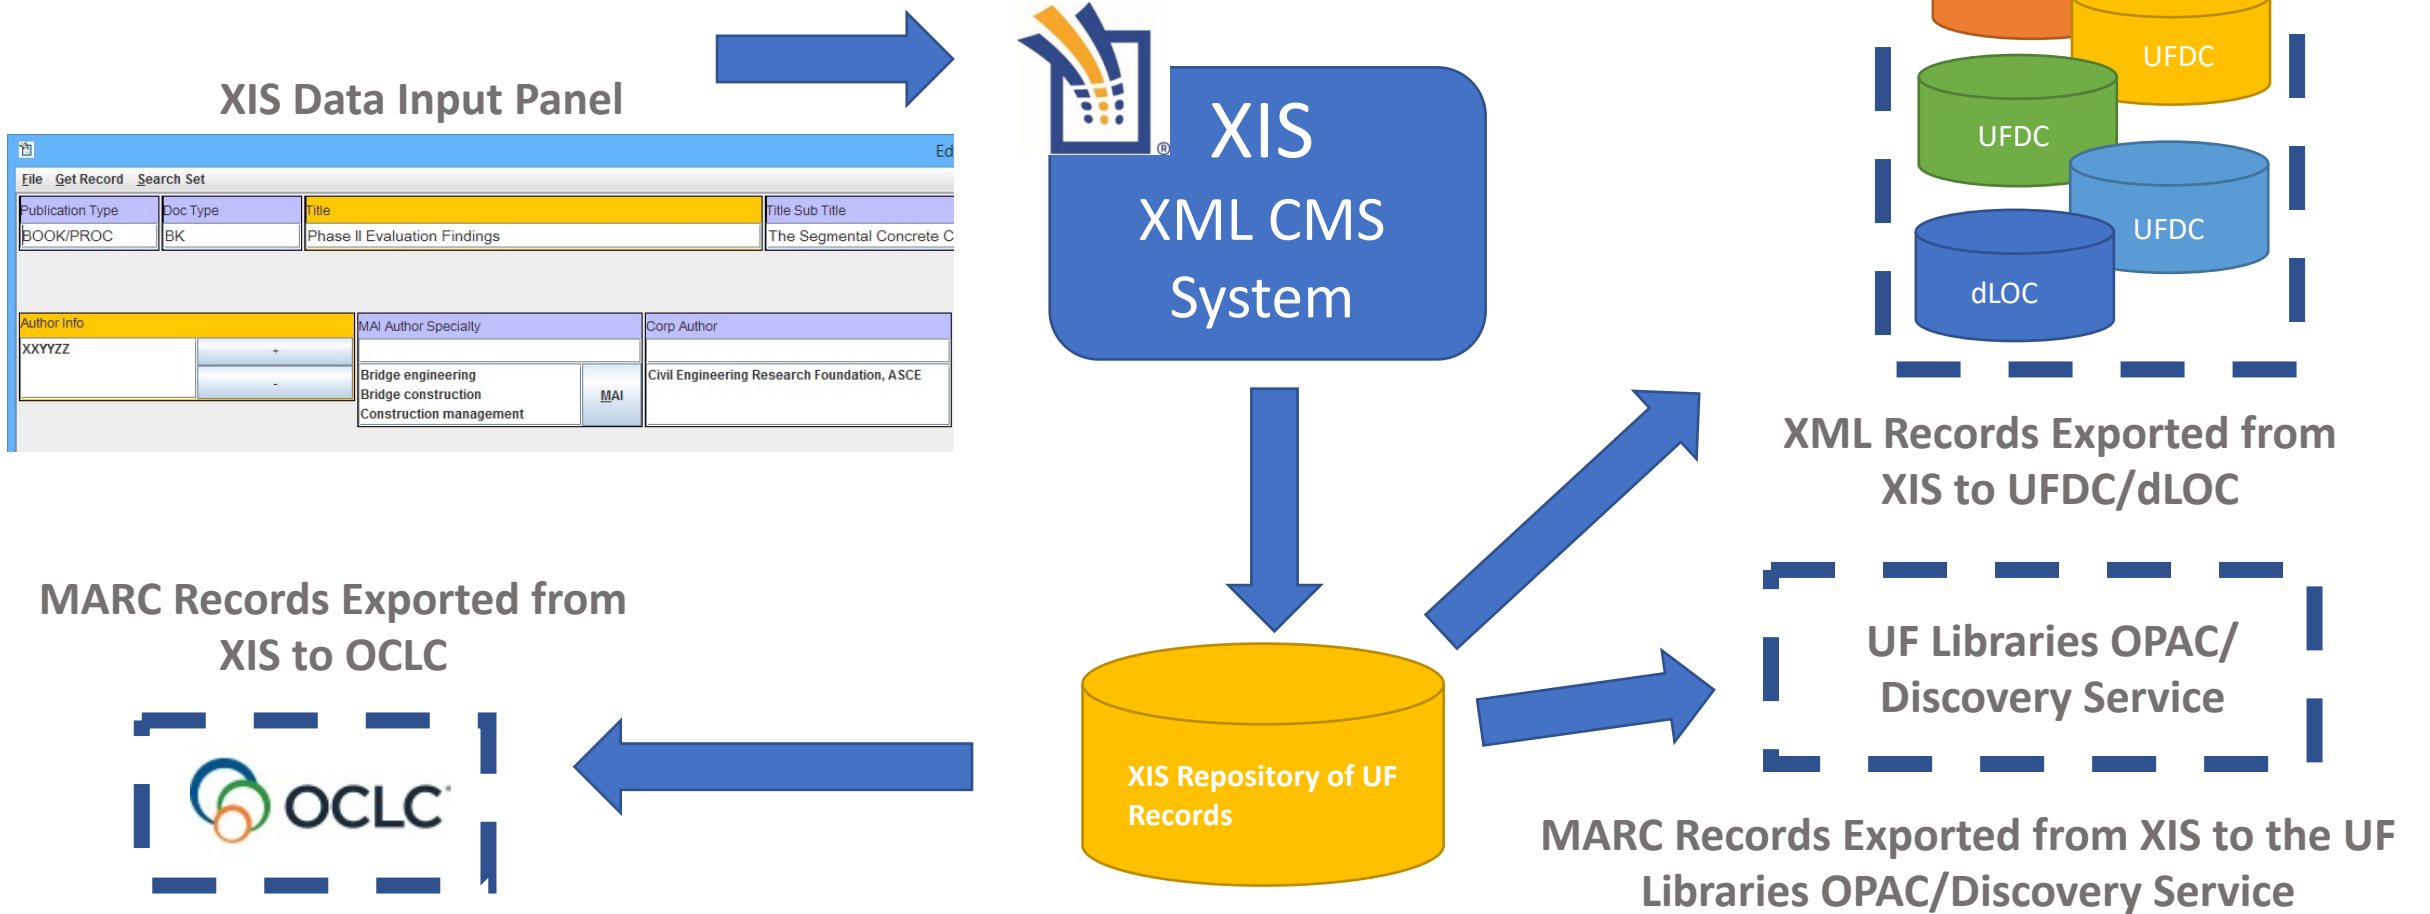 XIS Data Input Panel
Ed
File Get Record Search Set
Publication Type Doc Type Title Title Sub Title
BOOK/PROC BK Phase II Evaluation Findings The Segmental Concrete C
Author Info MAI Author Specialty Corp Author
XXYYZZ
+
-
Bridge engineering
Bridge construction
Construction management
MAI
Civil Engineering Research Foundation, ASCE
®
XIS
XML CMS
System
UFDC
UFDC
UFDC
dLOC
XML Records Exported from
XIS to UFDC/dLOC
MARC Records Exported from
XIS to OCLC
OCLC
XIS Repository of UF
Records
UF Libraries OPAC/
Discovery Service
MARC Records Exported from XIS to the UF
Libraries OPAC/Discovery Service